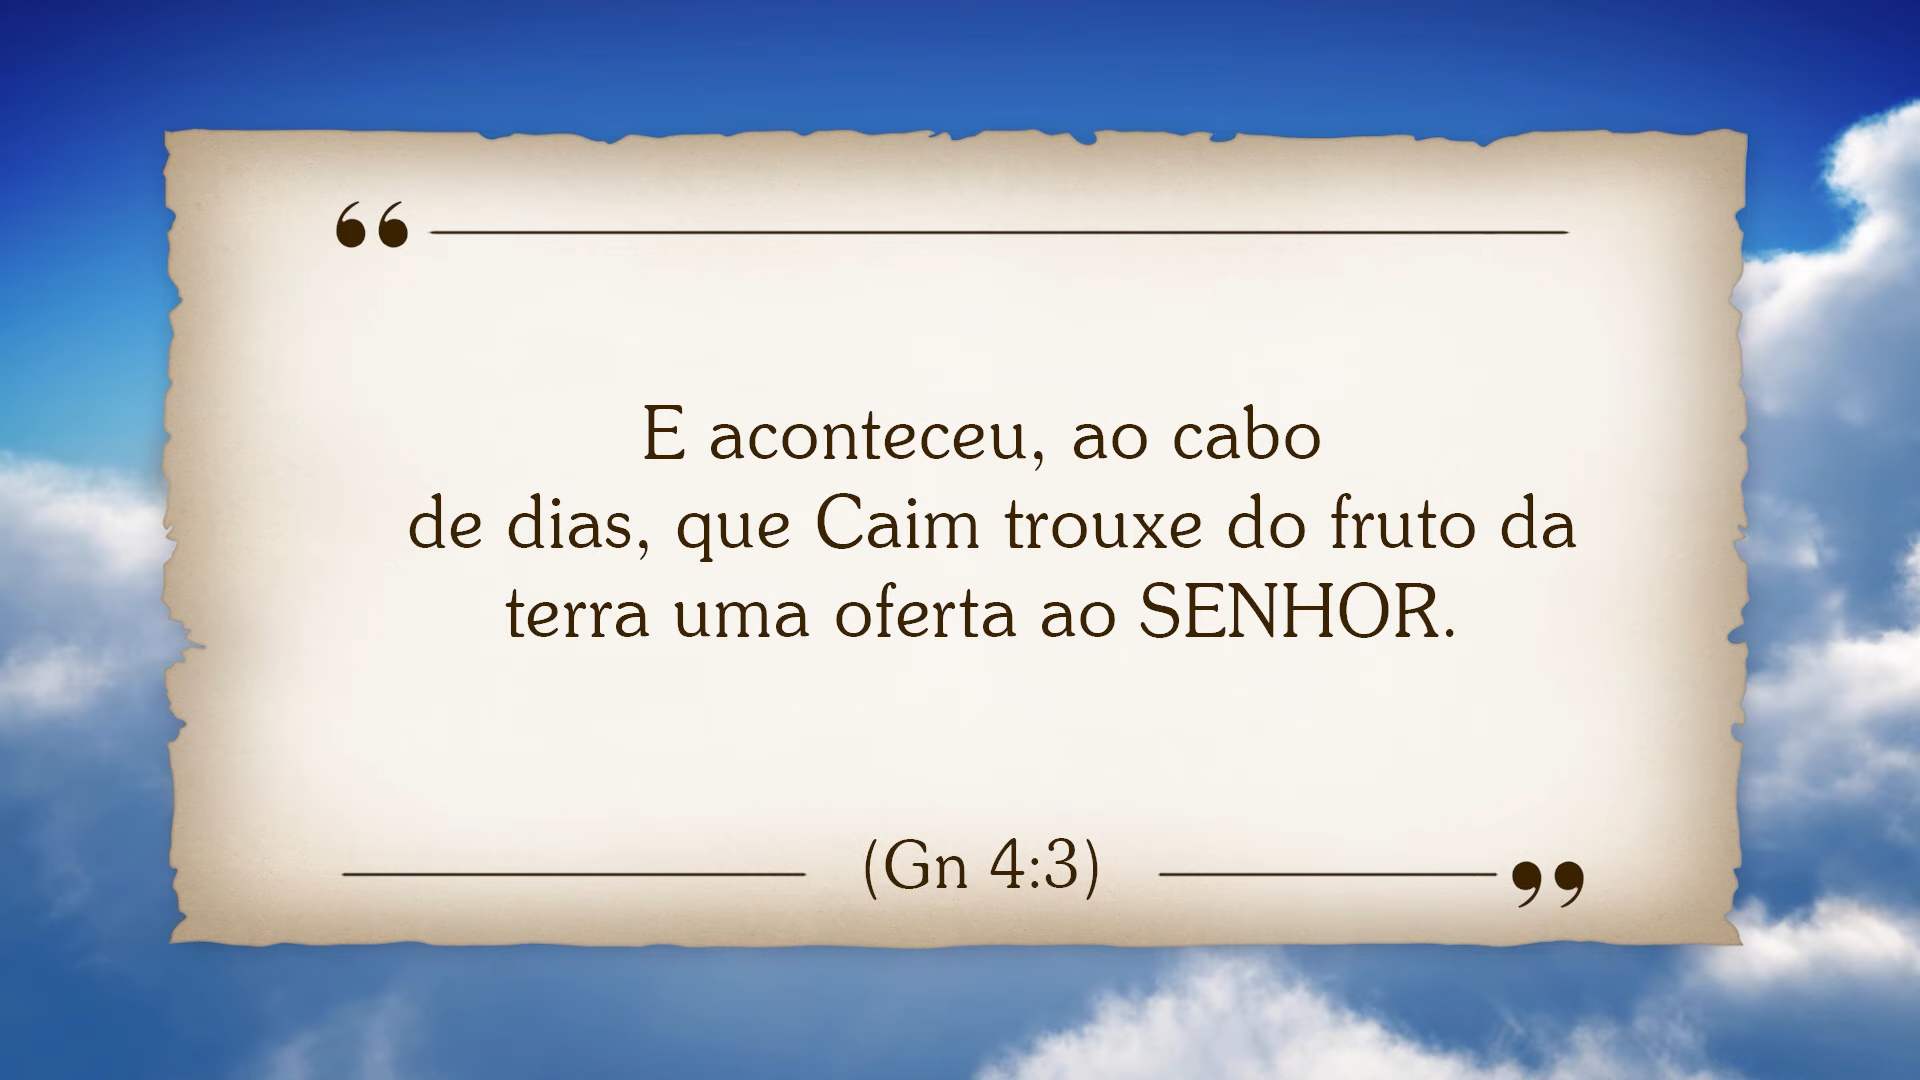 “
E aconteceu, ao cabo
de dias, que Caim trouxe do fruto da
terra uma oferta ao SENHOR.
(Gn 4:3)
”